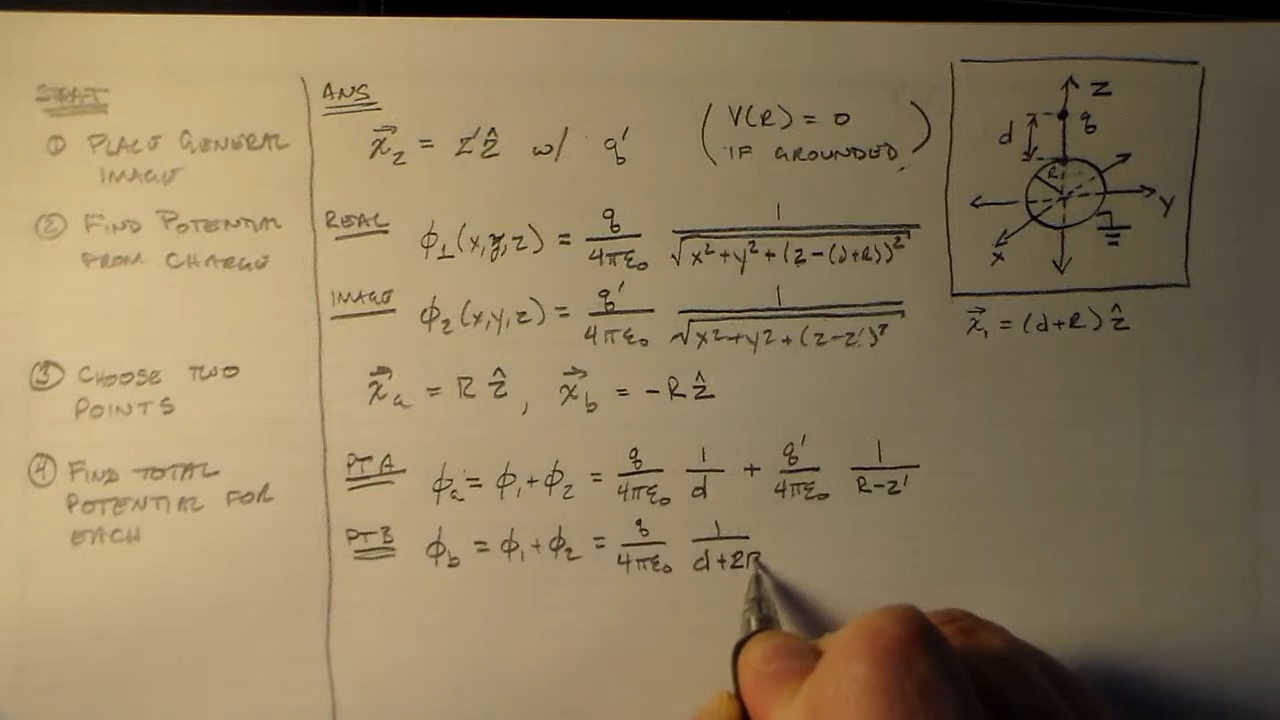 STRAT
① PLACE GENERAL
IMAGE
② FIND POTENTIAL
FROM CHARGE
③ CHOOSE TWO
POINTS
④ FIND TOTAL
POTENTIAL FOR
EACH
ANS
x⃗₂ = z'ẑ w/ q' (V(R) = 0
IF GROUNDED)
REAL φ₁(x,y,z) = q/4πε₀ 1/√x²+y²+(z-(d+R))²
IMAGE φ₂(x,y,z) = q'/4πε₀ 1/√x²+y²+(z-z')²
x⃗ₐ = R ẑ , x⃗_b = -R ẑ
PT A φₐ = φ₁+φ₂ = q/4πε₀ 1/d + q'/4πε₀ 1/R-z'
PT B φ_b = φ₁+φ₂ = q/4πε₀ 1/d+2R
z
q
d
R
y
x
x⃗₁ = (d+R) ẑ